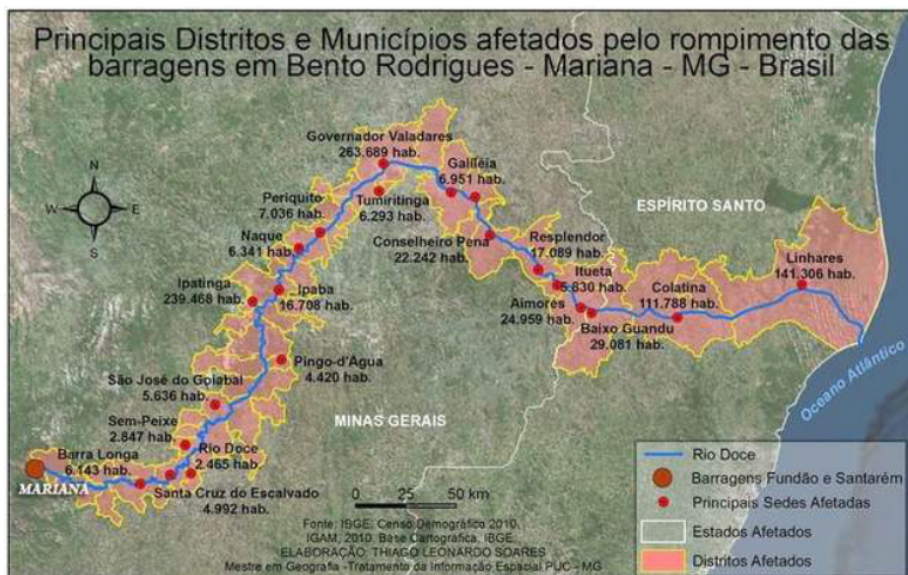 Principais Distritos e Municípios afetados pelo rompimento das
barragens em Bento Rodrigues - Mariana - MG - Brasil
N
W
E
S
Governador Valadares
263.689 hab.
Galiléia
6.951 hab.
Periquito
7.036 hab.
Tumiritinga
6.293 hab.
ESPÍRITO SANTO
Naque
6.341 hab.
Conselheiro Pena
22.242 hab.
Resplendor
17.089 hab.
Linhares
141.306 hab.
Itueta
5.830 hab.
Ipatinga
239.468 hab.
Ipaba
16.708 hab.
Colatina
111.788 hab.
Aimores
24.959 hab.
Baixo Guandu
29.081 hab.
Pingo-d'Agua
4.420 hab.
São José do Goiabal
5.636 hab.
Oceano Atlântico
Sem-Peixe
2.847 hab.
MINAS GERAIS
Rio Doce
2.465 hab.
Barra Longa
6.143 hab.
MARIANA
Santa Cruz do Escalvado
4.992 hab.
0 25 50 km
Fonte: IBGE, Censo Demográfico 2010.
IGAM, 2010. Base Cartográfica, IBGE.
ELABORAÇÃO: THIAGO LEONARDO SOARES
Mestre em Geografia -Tratamento da Informação Espacial PUC - MG
Rio Doce
Barragens Fundão e Santarém
Principais Sedes Afetadas
Estados Afetados
Distritos Afetados